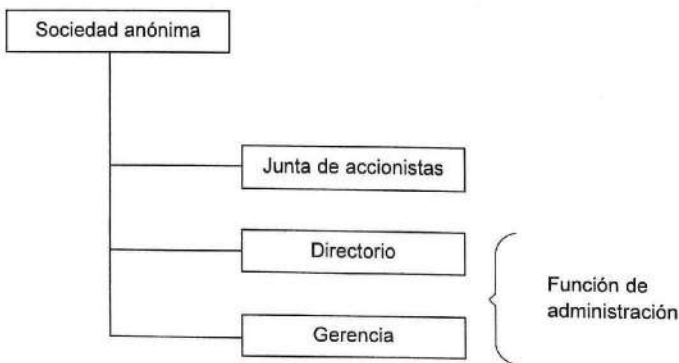 Sociedad anónima
Junta de accionistas
Directorio
Gerencia
Función de
administración